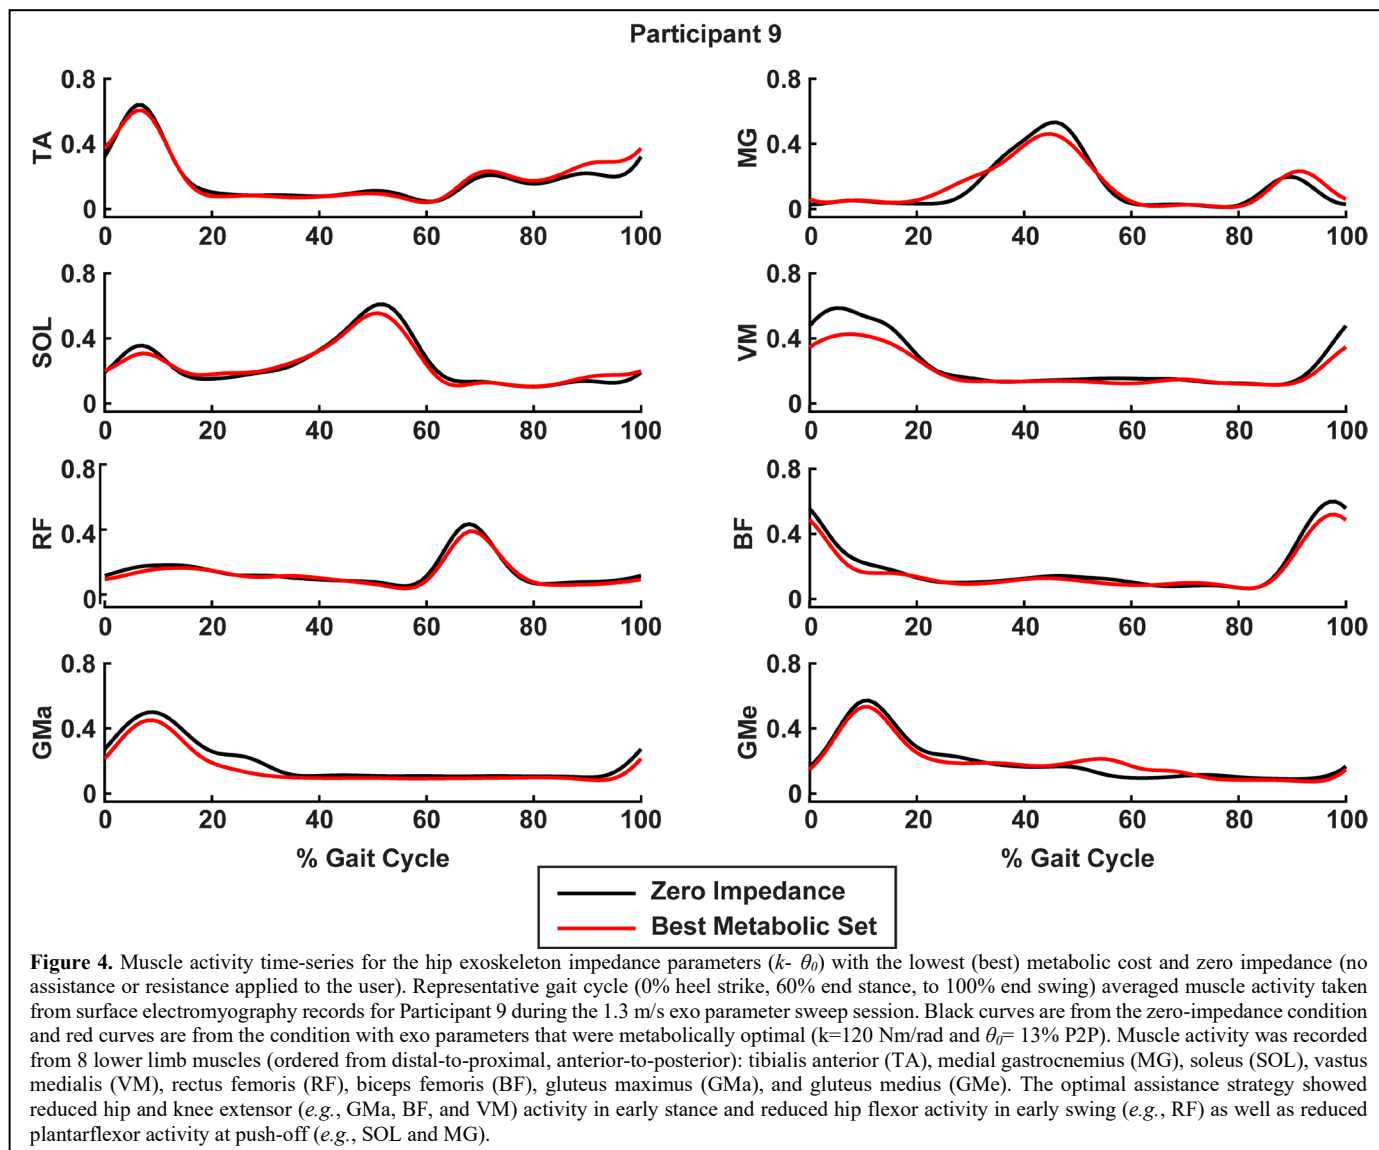 Participant 9
0.8
TA
0.4
0
0 20 40 60 80 100
0.8
MG
0.4
0
0 20 40 60 80 100
0.8
SOL
0.4
0
0 20 40 60 80 100
0.8
VM
0.4
0
0 20 40 60 80 100
0.8
RF
0.4
0
0 20 40 60 80 100
0.8
BF
0.4
0
0 20 40 60 80 100
0.8
GMa
0.4
0
0 20 40 60 80 100
% Gait Cycle
0.8
GMe
0.4
0
0 20 40 60 80 100
% Gait Cycle
Zero Impedance
Best Metabolic Set
Figure 4. Muscle activity time-series for the hip exoskeleton impedance parameters (k- θ0) with the lowest (best) metabolic cost and zero impedance (no
assistance or resistance applied to the user). Representative gait cycle (0% heel strike, 60% end stance, to 100% end swing) averaged muscle activity taken
from surface electromyography records for Participant 9 during the 1.3 m/s exo parameter sweep session. Black curves are from the zero-impedance condition
and red curves are from the condition with exo parameters that were metabolically optimal (k=120 Nm/rad and θ0= 13% P2P). Muscle activity was recorded
from 8 lower limb muscles (ordered from distal-to-proximal, anterior-to-posterior): tibialis anterior (TA), medial gastrocnemius (MG), soleus (SOL), vastus
medialis (VM), rectus femoris (RF), biceps femoris (BF), gluteus maximus (GMa), and gluteus medius (GMe). The optimal assistance strategy showed
reduced hip and knee extensor (e.g., GMa, BF, and VM) activity in early stance and reduced hip flexor activity in early swing (e.g., RF) as well as reduced
plantarflexor activity at push-off (e.g., SOL and MG).